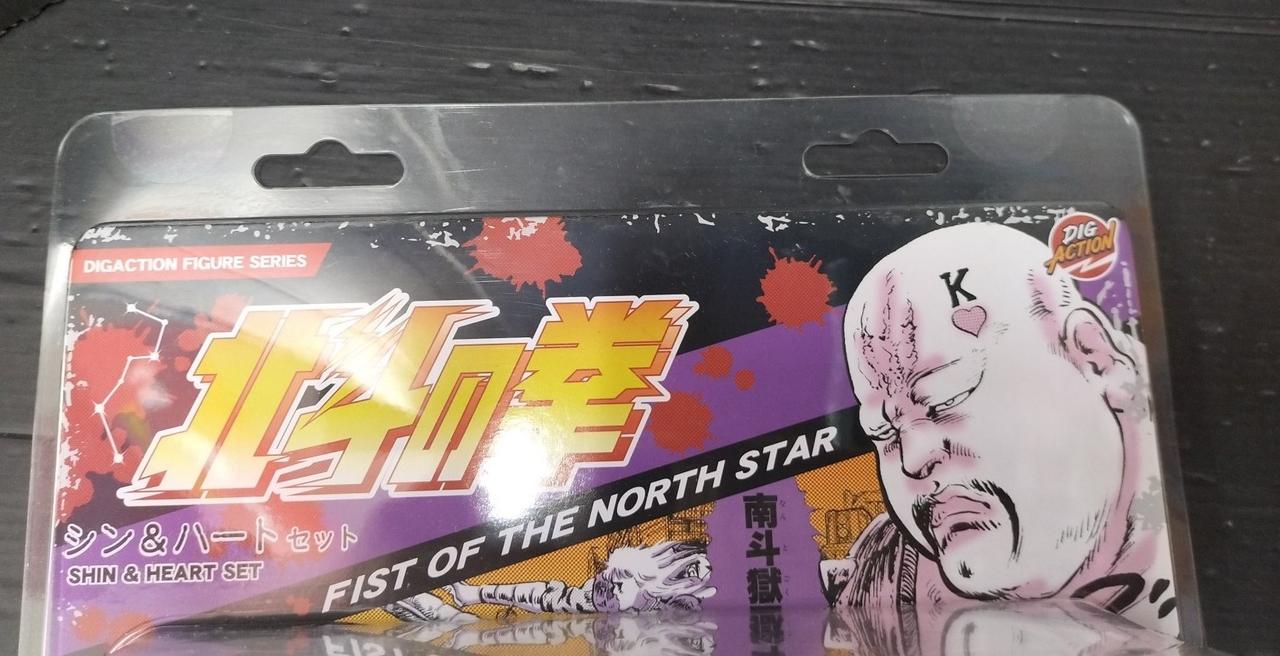 DIGACTION FIGURE SERIES
DIG
ACTION
K
北斗の拳
FIST OF THE NORTH STAR
シン&ハートセット
SHIN & HEART SET
南斗獄